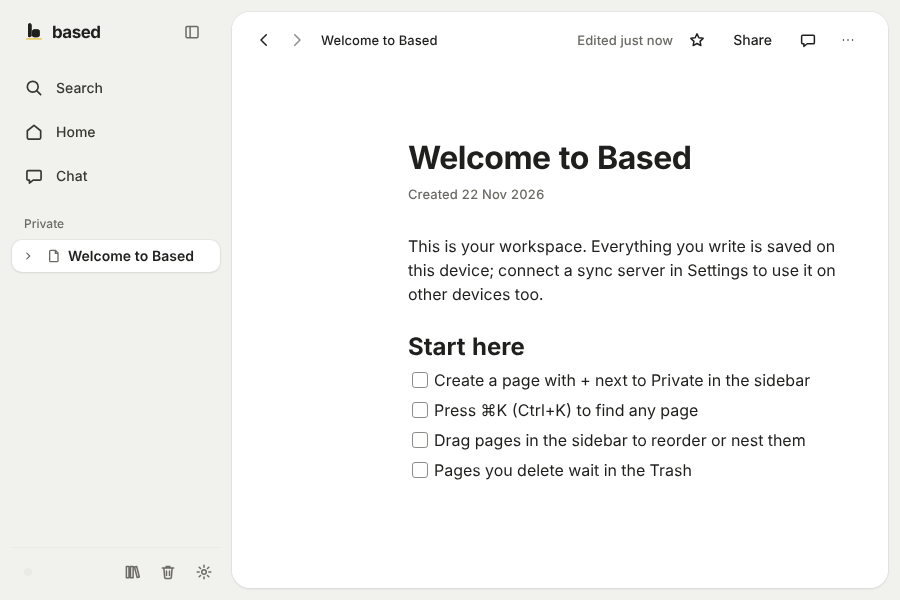 based
Search
Home
Chat
Private
Welcome to Based
Welcome to Based
Edited just now
Share
Welcome to Based
Created 22 Nov 2026
This is your workspace. Everything you write is saved on
this device; connect a sync server in Settings to use it on
other devices too.
Start here
Create a page with + next to Private in the sidebar
Press ⌘K (Ctrl+K) to find any page
Drag pages in the sidebar to reorder or nest them
Pages you delete wait in the Trash